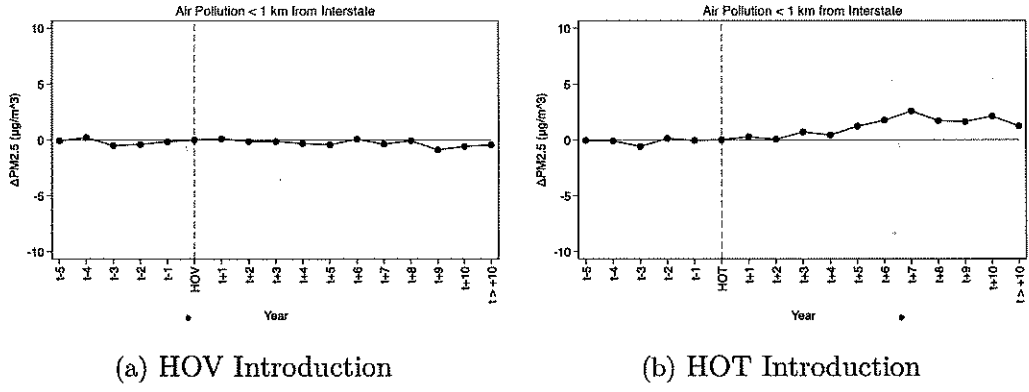 Air Pollution < 1 km from Interstale
10
5
0
-5
-10
ΔPM2.5 (µg/m^3)
t-5
t-4
t-3
t-2
t-1
HOV
t+1
t+2
t+3
t+4
t+5
t+6
t+7
t+8
t+9
t+10
t > +10
Year
(a) HOV Introduction
Air Pollution < 1 km from Interstale
10
5
0
-5
-10
ΔPM2.5 (µg/m^3)
t-5
t-4
t-3
t-2
t-1
HOT
t+1
t+2
t+3
t+4
t+5
t+6
t+7
t+8
t+9
t+10
t > +10
Year
(b) HOT Introduction